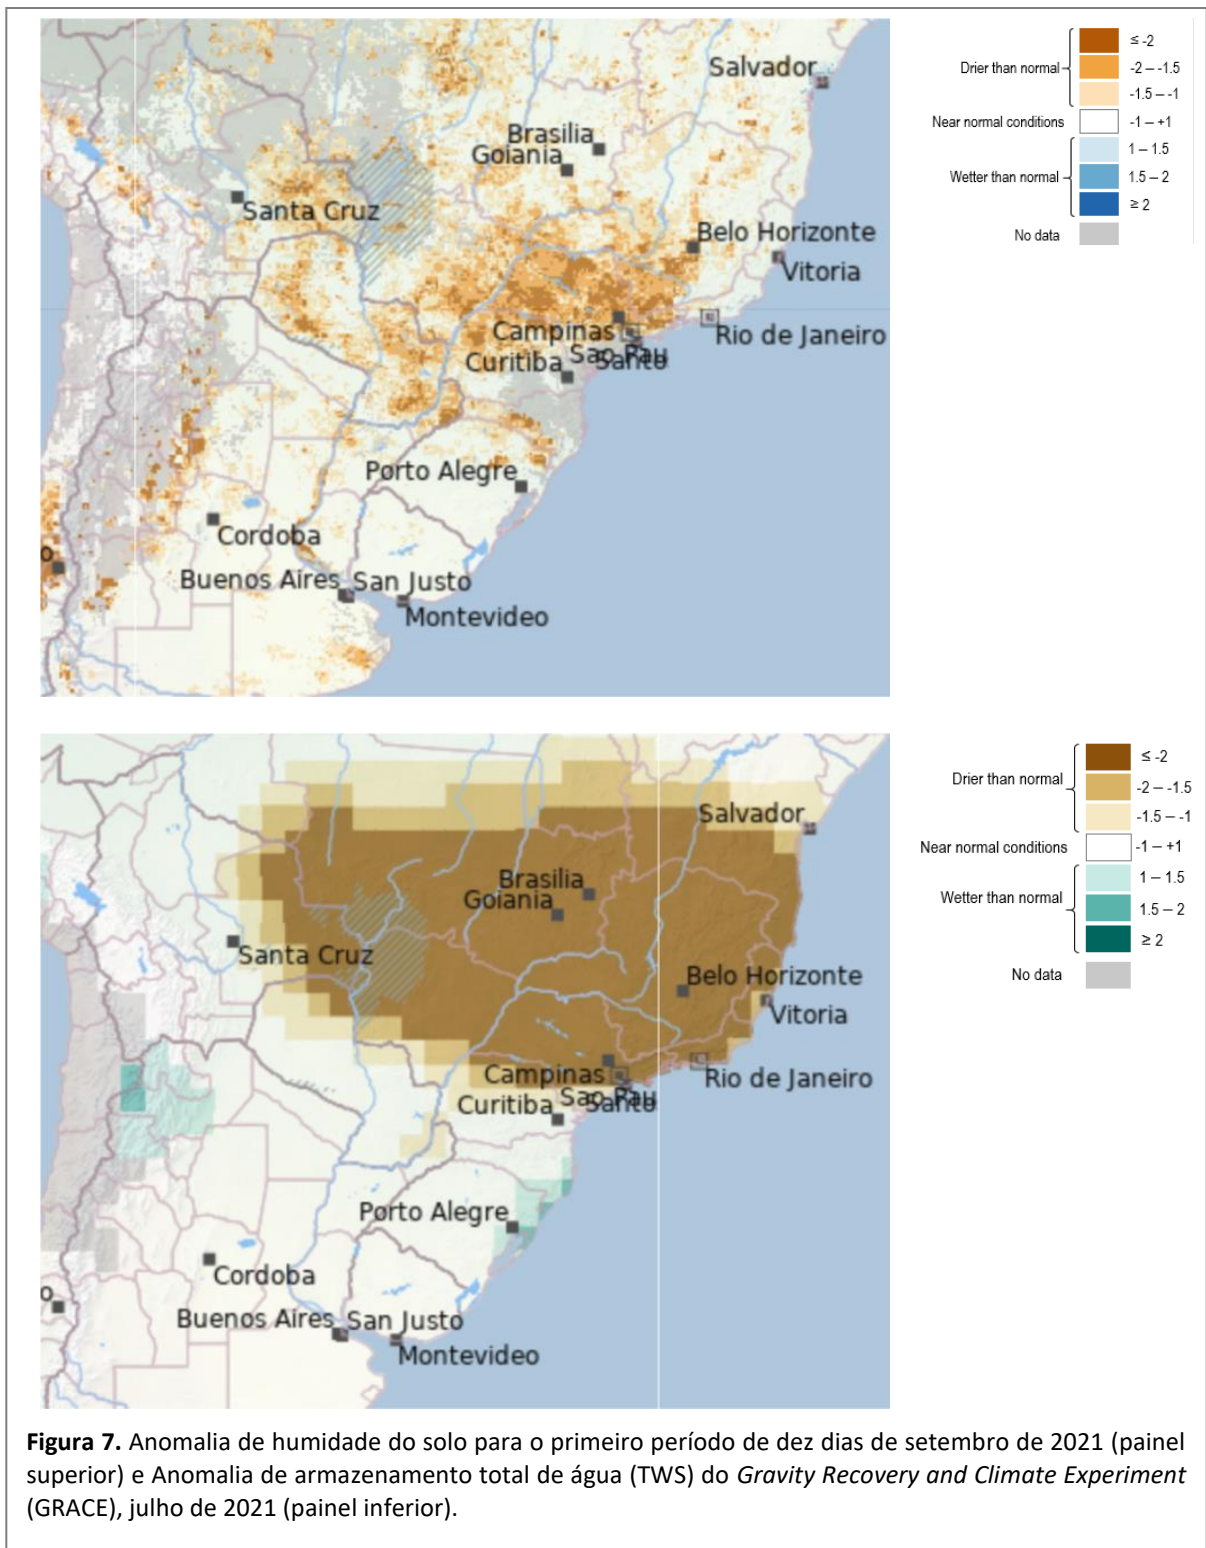 Salvador
Brasilia
Goiania
Santa Cruz
Belo Horizonte
Vitoria
Campinas
Rio de Janeiro
Sao Pau
Santo
Curitiba
Porto Alegre
Cordoba
o
Buenos Aires
San Justo
Montevideo
≤ -2
Drier than normal
-2 – -1.5
-1.5 – -1
Near normal conditions
-1 – +1
1 – 1.5
Wetter than normal
1.5 – 2
≥ 2
No data
Salvador
Brasilia
Goiania
Santa Cruz
Belo Horizonte
Vitoria
Campinas
Rio de Janeiro
Sao Pau
Santo
Curitiba
Porto Alegre
Cordoba
o
Buenos Aires
San Justo
Montevideo
≤ -2
Drier than normal
-2 – -1.5
-1.5 – -1
Near normal conditions
-1 – +1
1 – 1.5
Wetter than normal
1.5 – 2
≥ 2
No data
Figura 7. Anomalia de humidade do solo para o primeiro período de dez dias de setembro de 2021 (painel
superior) e Anomalia de armazenamento total de água (TWS) do Gravity Recovery and Climate Experiment
(GRACE), julho de 2021 (painel inferior).